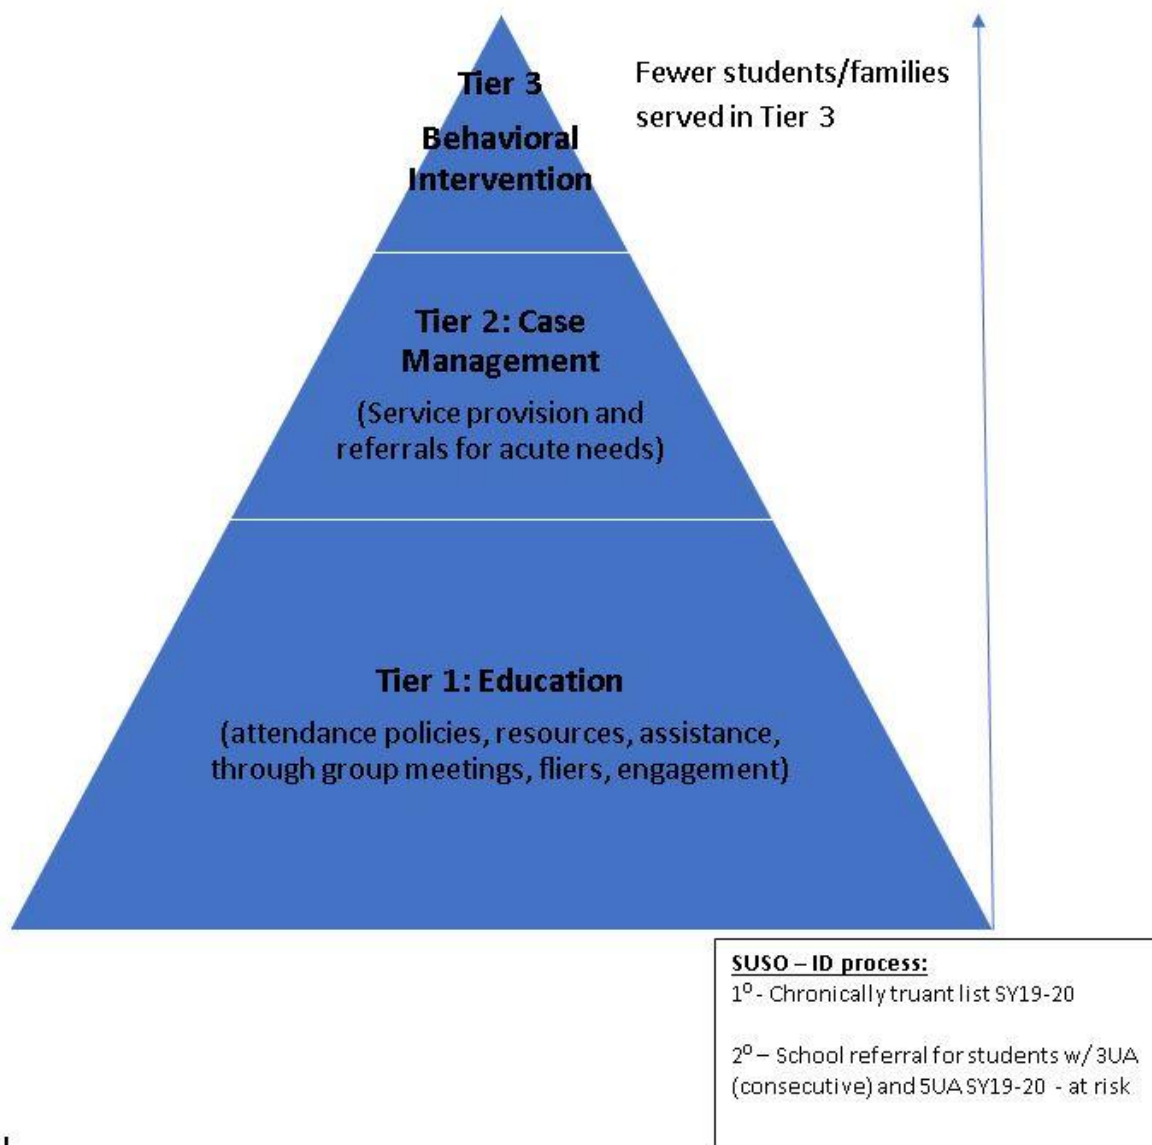 Tier 3
Behavioral
Intervention
Fewer students/families
served in Tier 3
Tier 2: Case
Management
(Service provision and
referrals for acute needs)
Tier 1: Education
(attendance policies, resources, assistance,
through group meetings, fliers, engagement)
SUSO – ID process:
1⁰ - Chronically truant list SY19-20
2⁰ – School referral for students w/ 3UA
(consecutive) and 5UA SY19-20 - at risk